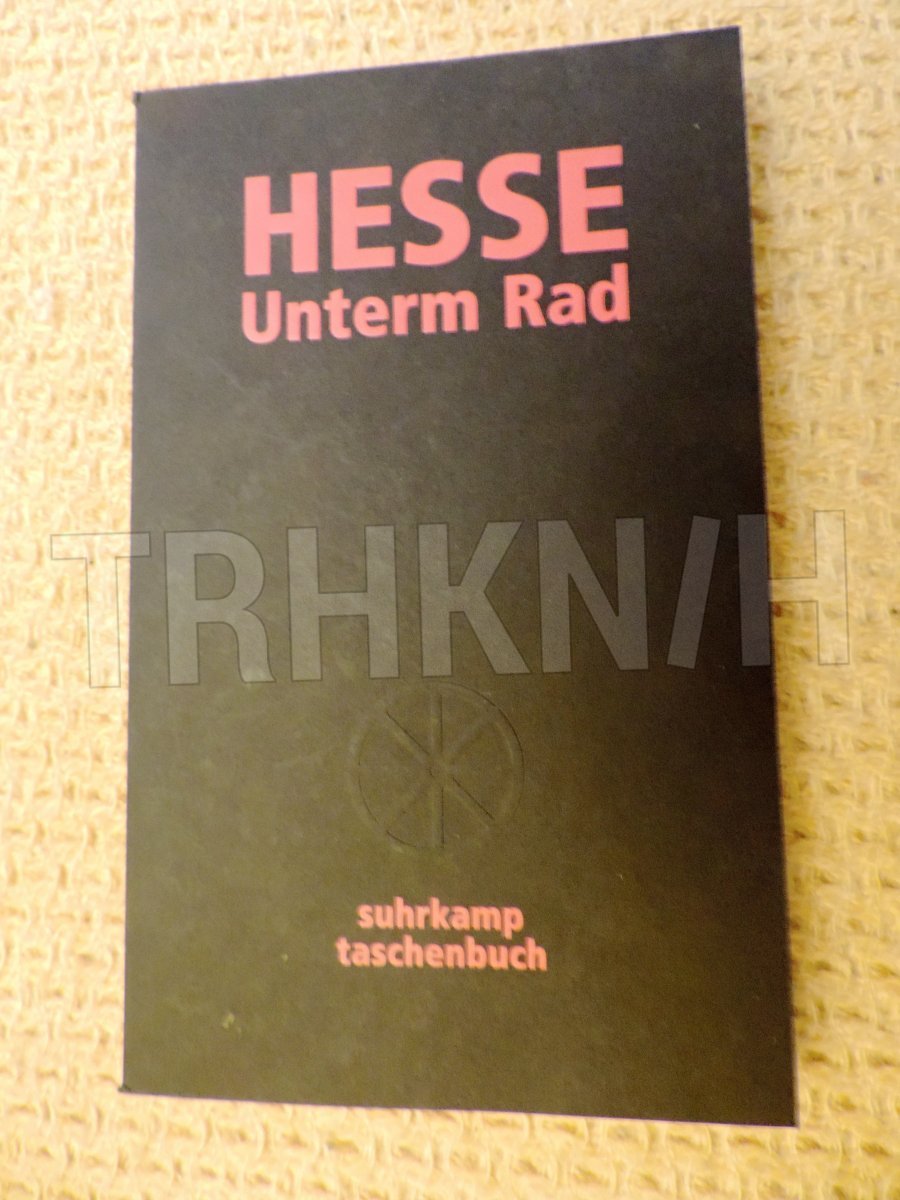 HESSE
Unterm Rad
TRHKN/H
suhrkamp
taschenbuch